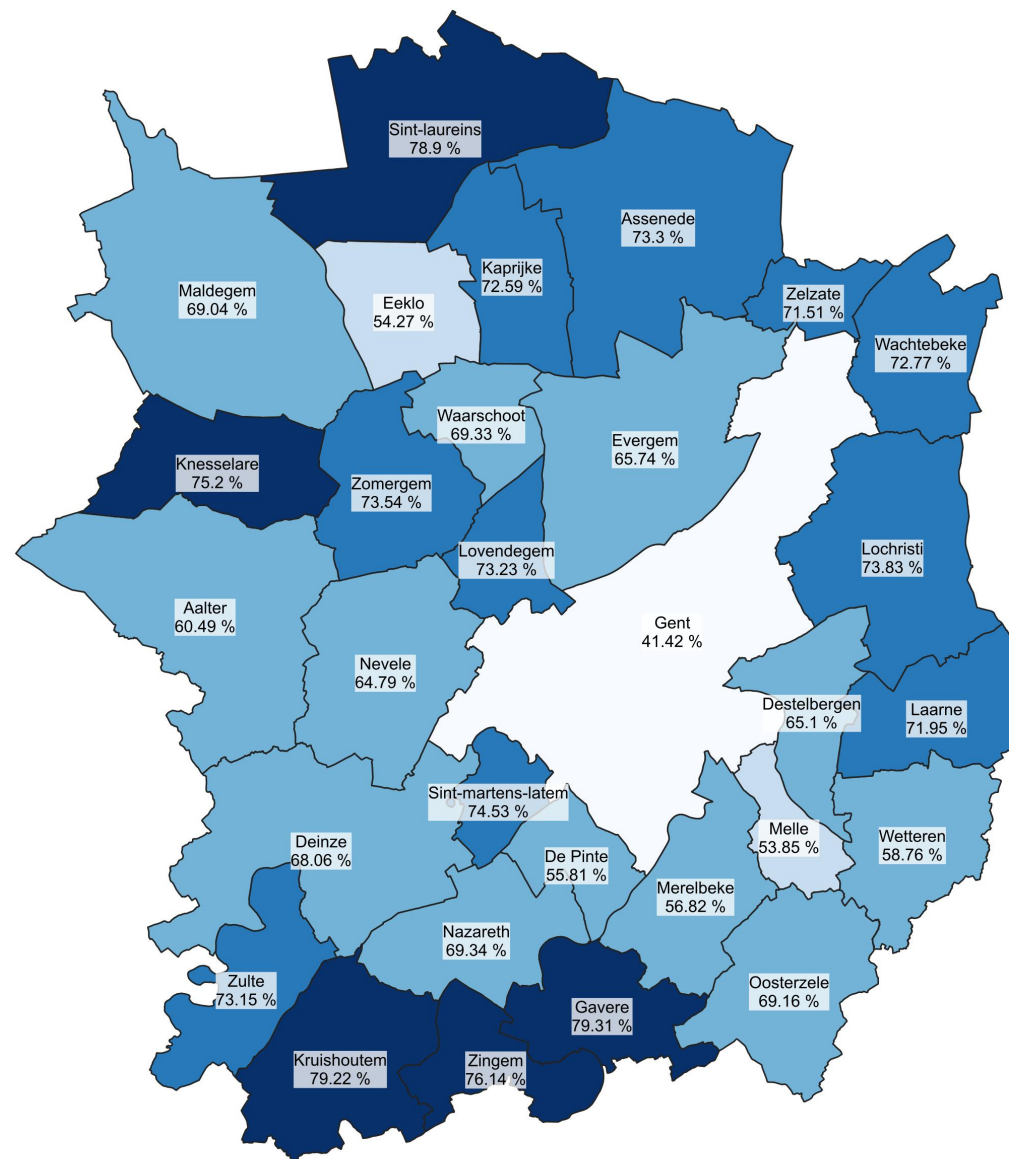 Sint-laureins
78.9 %
Assenede
73.3 %
Kaprijke
72.59 %
Maldegem
69.04 %
Eeklo
54.27 %
Zelzate
71.51 %
Wachtebeke
72.77 %
Waarschoot
69.33 %
Evergem
65.74 %
Knesselare
75.2 %
Zomergem
73.54 %
Lovendegem
73.23 %
Lochristi
73.83 %
Aalter
60.49 %
Gent
41.42 %
Nevele
64.79 %
Destelbergen
65.1 %
Laarne
71.95 %
Sint-martens-latem
74.53 %
Deinze
68.06 %
Melle
53.85 %
Wetteren
58.76 %
De Pinte
55.81 %
Merelbeke
56.82 %
Nazareth
69.34 %
Zulte
73.15 %
Oosterzele
69.16 %
Gavere
79.31 %
Kruishoutem
79.22 %
Zingem
76.14 %